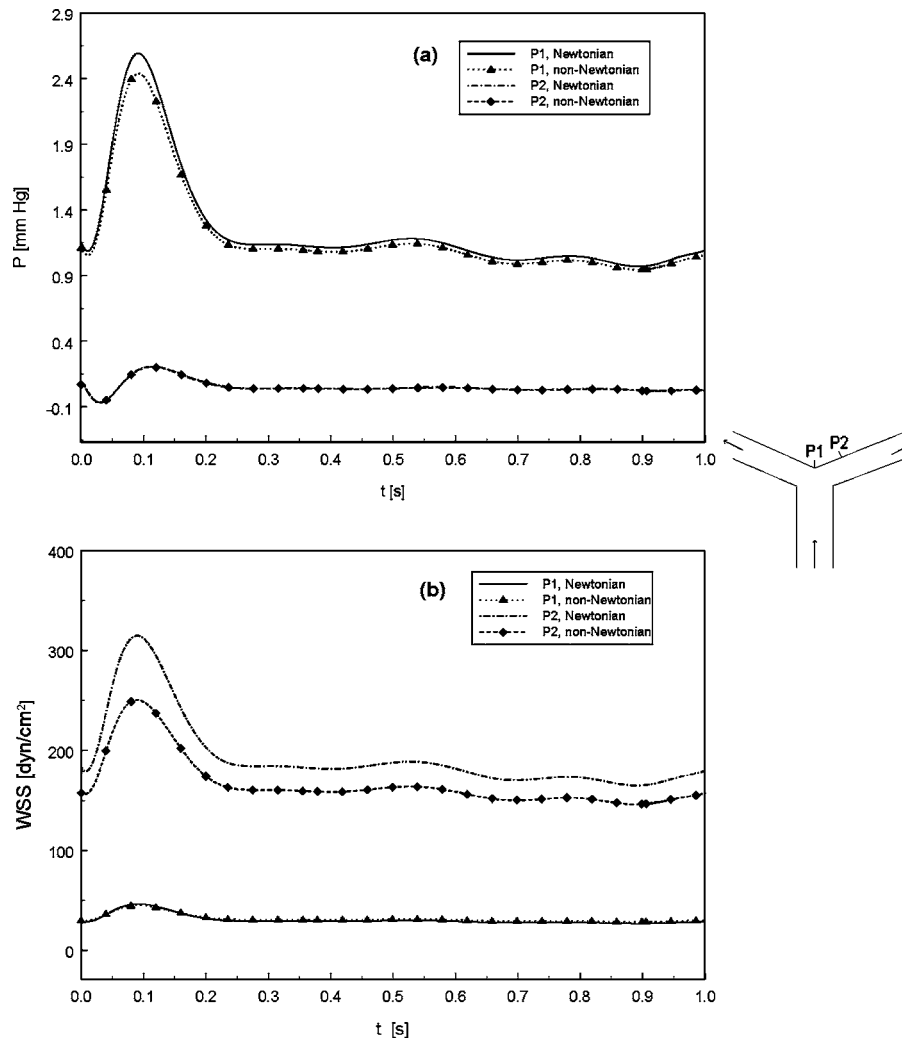 2.9
(a)
P1, Newtonian
P1, non-Newtonian
P2, Newtonian
P2, non-Newtonian
2.4
1.9
P [mm Hg]
1.4
0.9
0.4
-0.1
0.0 0.1 0.2 0.3 0.4 0.5 0.6 0.7 0.8 0.9 1.0
t [s]
P1 P2
400
(b)
P1, Newtonian
P1, non-Newtonian
P2, Newtonian
P2, non-Newtonian
300
WSS [dyn/cm²]
200
100
0
0.0 0.1 0.2 0.3 0.4 0.5 0.6 0.7 0.8 0.9 1.0
t [s]